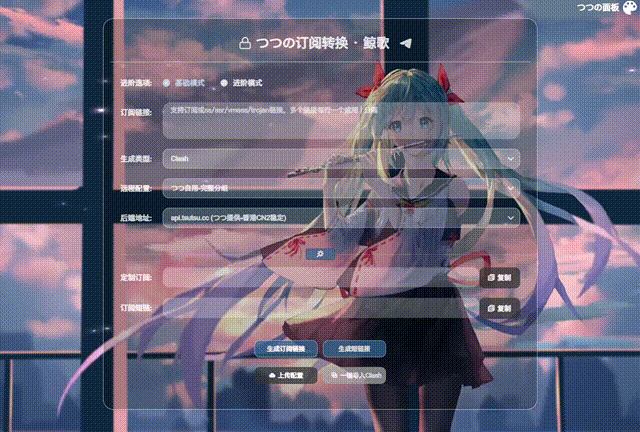 つつの面板
つつの订阅转换 · 鲸歌
进阶选项: 基础模式 进阶模式
订阅链接: 支持订阅或ss/ssr/vmess/trojan链接，多个链接每行一个或用 | 分隔
生成类型: Clash
远程配置: つつ自用-完整分组
后端地址: api.tsutsu.cc (つつ提供-香港CN2稳定)
定制订阅: 复制
订阅短链: 复制
生成订阅链接 生成短链接
上传配置 一键导入Clash